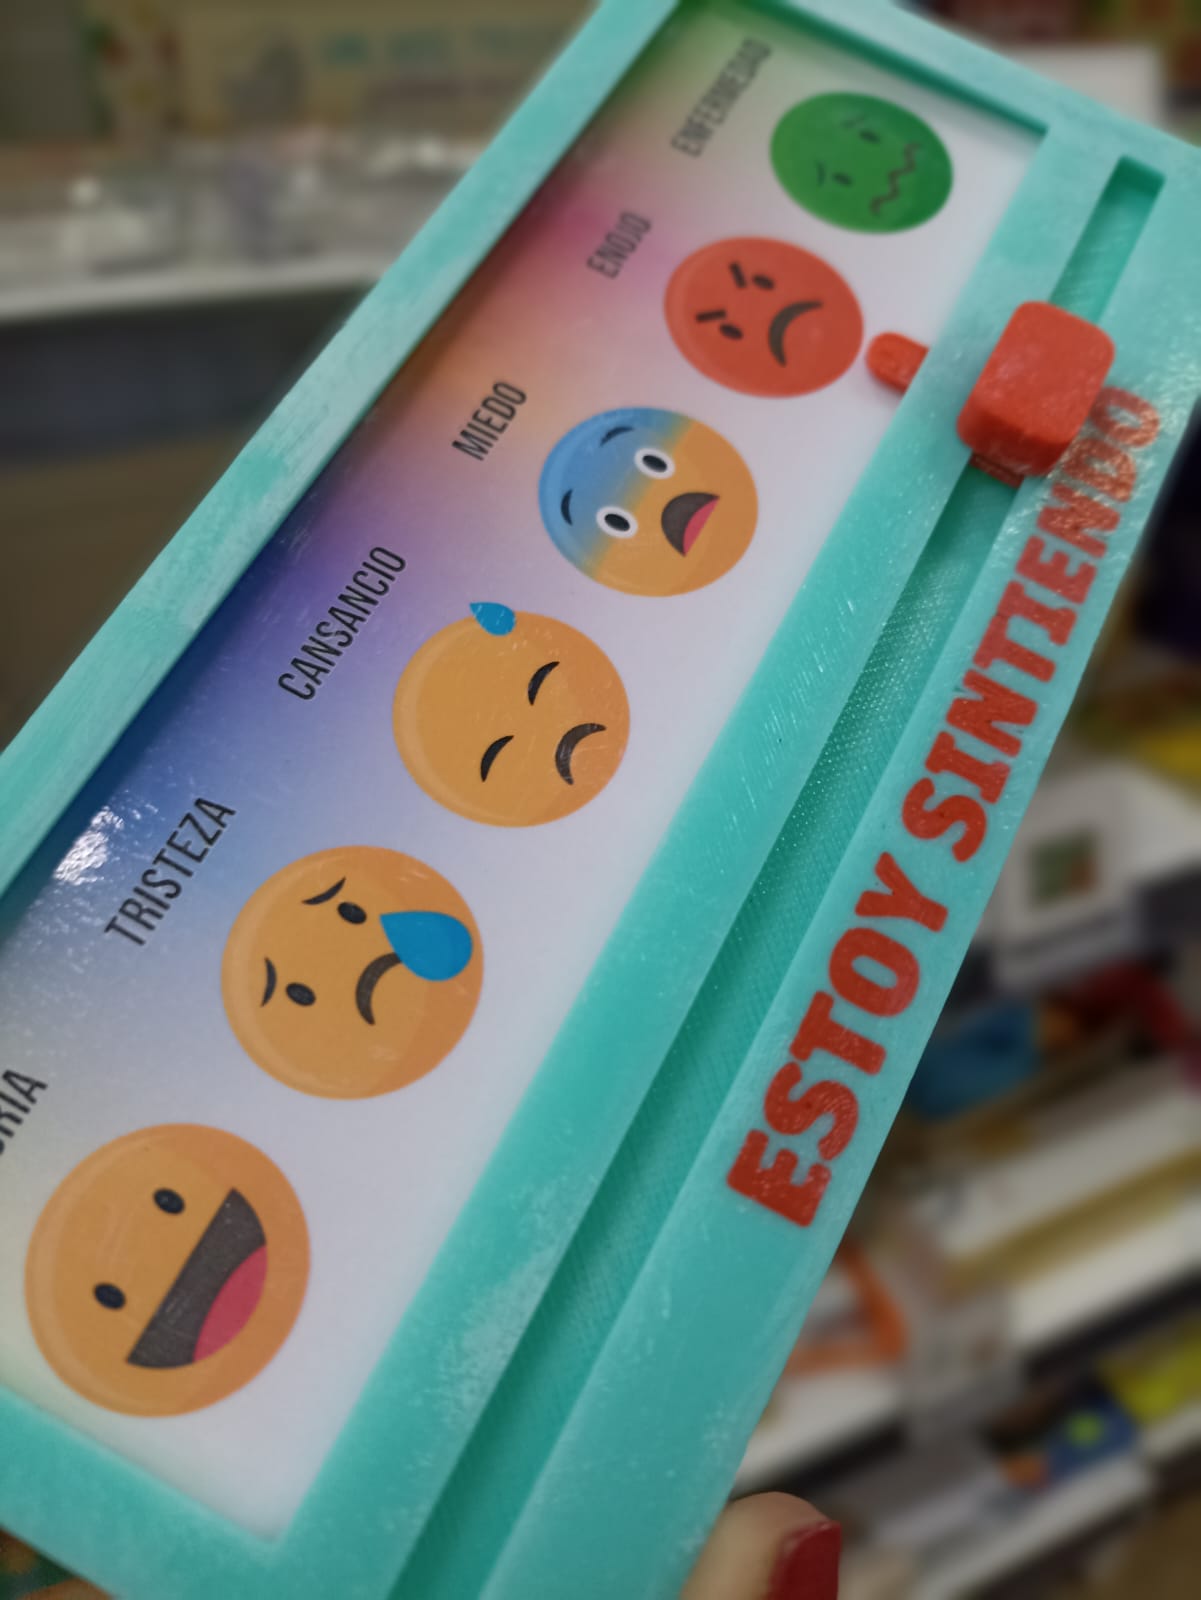 ENFERMEDAD
ENOJO
MIEDO
CANSANCIO
TRISTEZA
ESTOY SINTIENDO